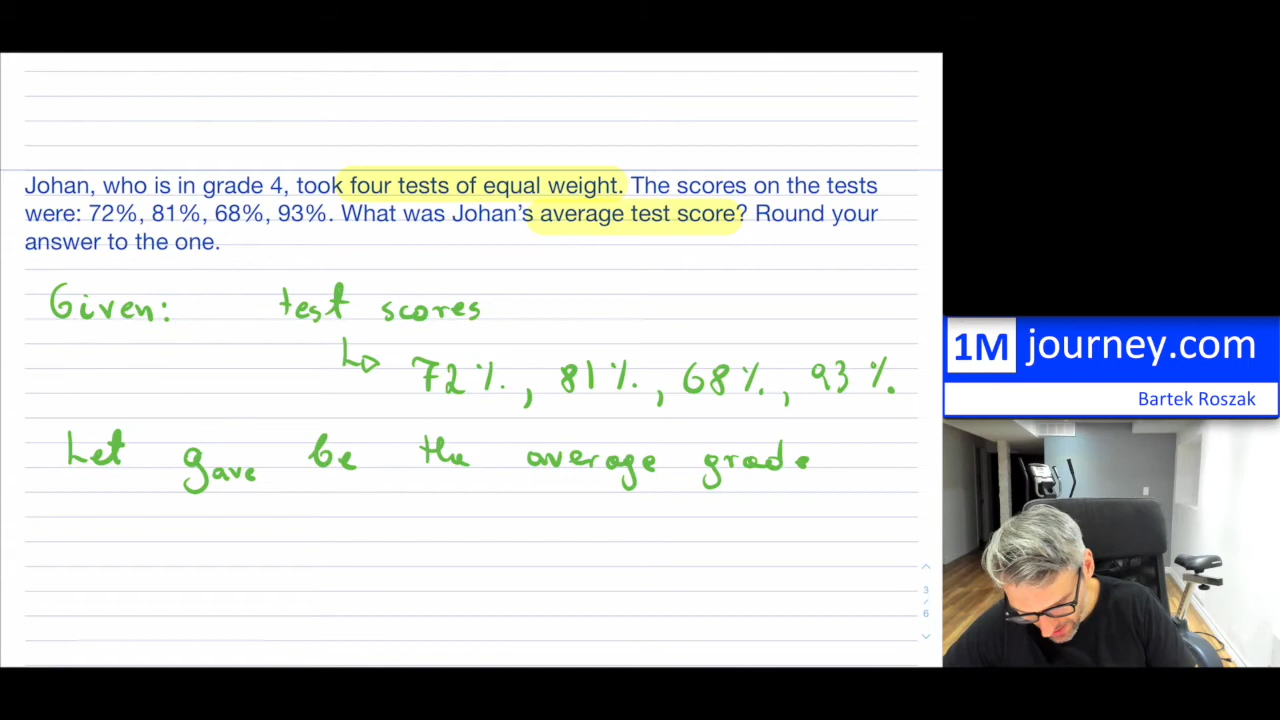 Johan, who is in grade 4, took four tests of equal weight. The scores on the tests
were: 72%, 81%, 68%, 93%. What was Johan's average test score? Round your
answer to the one.
Given: test scores
72%, 81%, 68%, 93%.
Let gave be the average grade
3
/
6
1M journey.com
Bartek Roszak